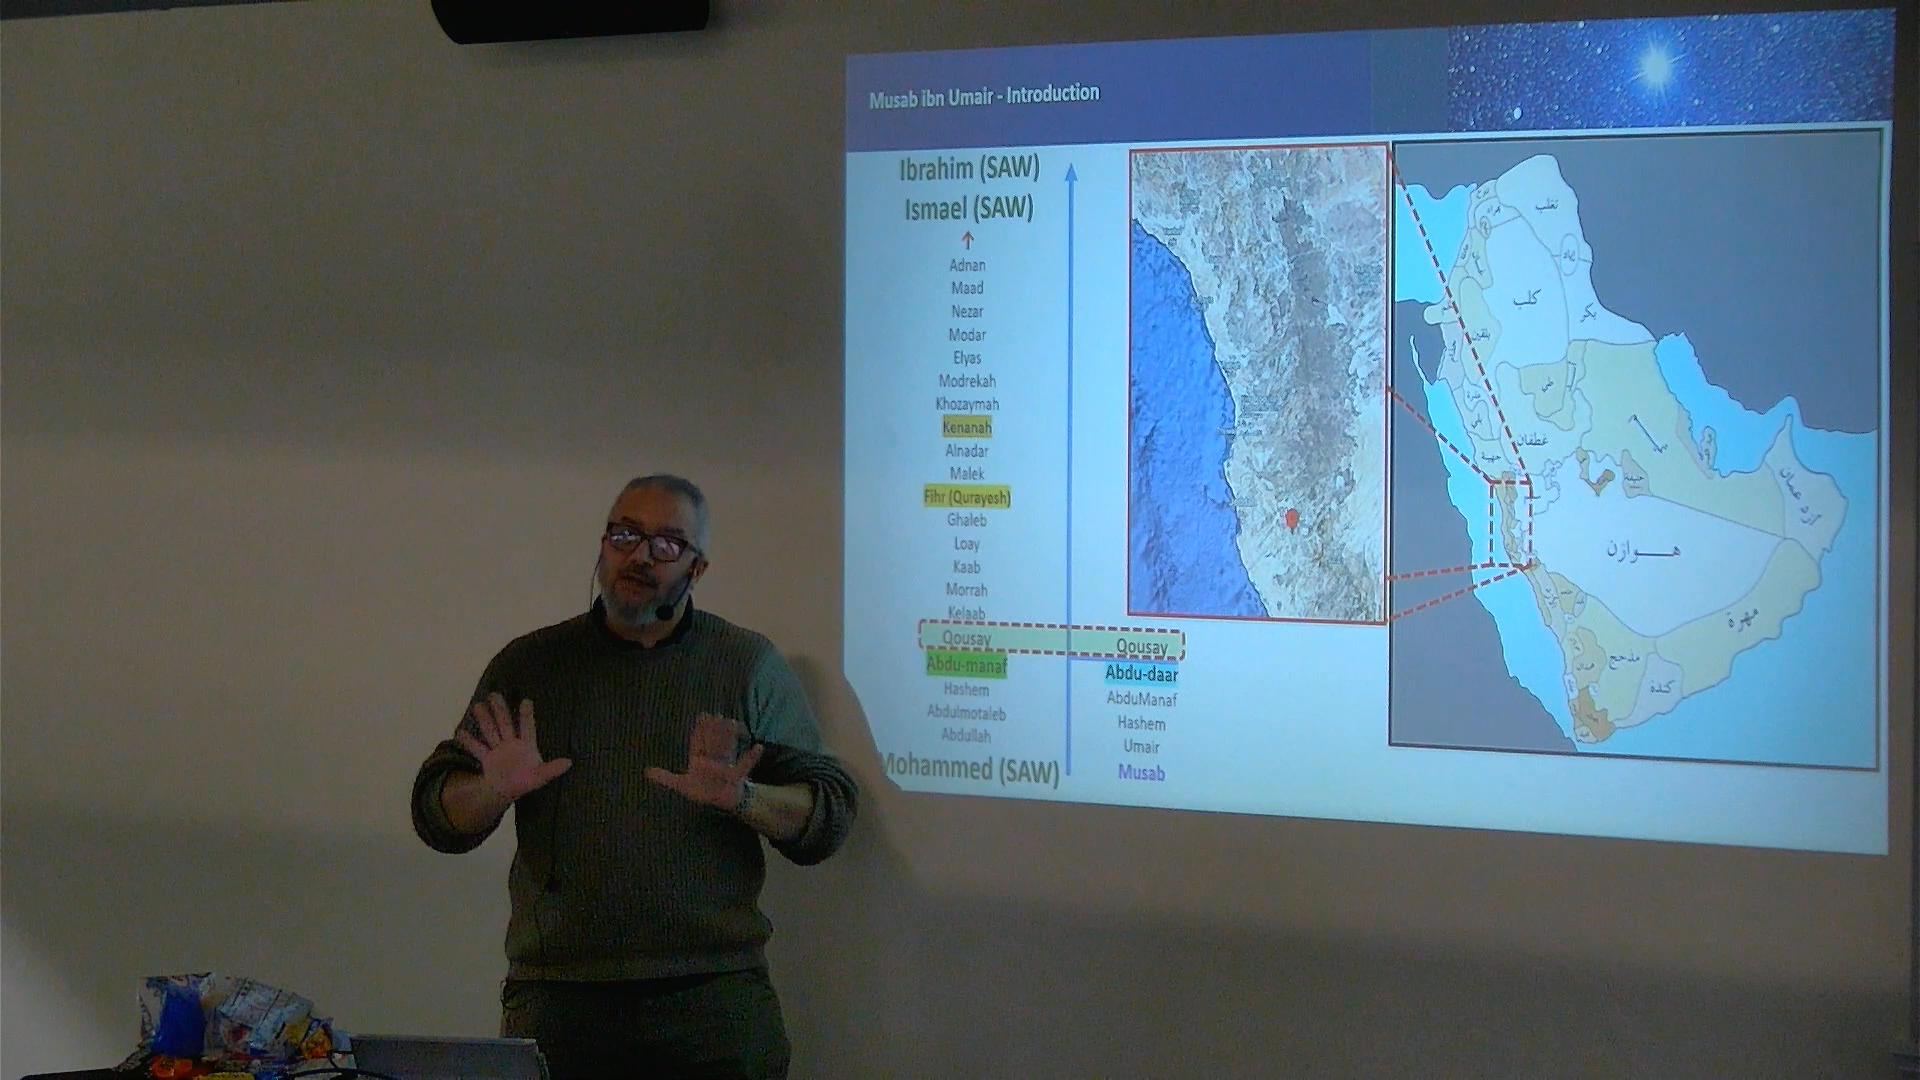 Musab ibn Umair - Introduction
Ibrahim (SAW)
Ismael (SAW)
Adnan
Maad
Nezar
Modar
Elyas
Modrekah
Khozaymah
Kenanah
Alnadar
Malek
Fihr (Qurayesh)
Ghaleb
Loay
Kaab
Morrah
Kelaab
Qousay
Abdu-manaf
Hashem
Abdulmotaleb
Abdullah
Mohammed (SAW)
Qousay
Abdu-daar
AbduManaf
Hashem
Umair
Musab
تغلب
كلب
بكر
غطفان
هوازن
أزد عمان
مهرة
مذحج
كندة